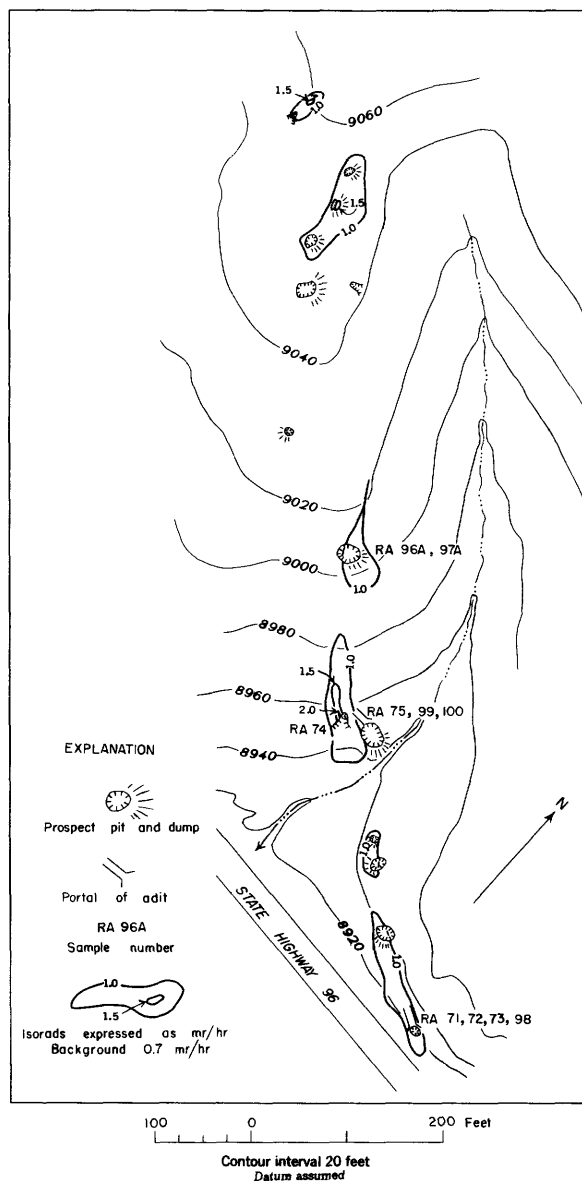 1.5
1.0
9060
1.5
1.0
9040
9020
RA 96A, 97A
9000
1.0
8980
1.0
1.5
8960
2.0
RA 75, 99, 100
RA 74
8940
EXPLANATION
Prospect pit and dump
N
1.0
Portal of adit
RA 96A
Sample number
STATE HIGHWAY 96
8920
1.0
1.0
1.5
RA 71, 72, 73, 98
Isorads expressed as mr/hr
Background 0.7 mr/hr
100 0 200 Feet
Contour interval 20 feet
Datum assumed